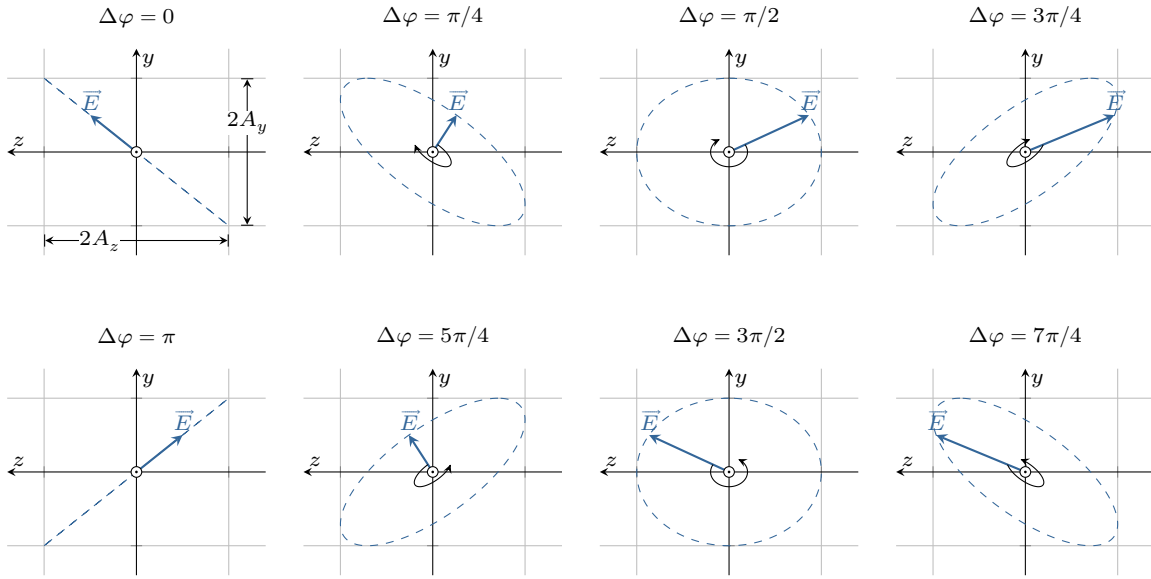 Δφ = 0
y
z
E⃗
2A_y
2A_z
Δφ = π/4
y
z
E⃗
Δφ = π/2
y
z
E⃗
Δφ = 3π/4
y
z
E⃗
Δφ = π
y
z
E⃗
Δφ = 5π/4
y
z
E⃗
Δφ = 3π/2
y
z
E⃗
Δφ = 7π/4
y
z
E⃗